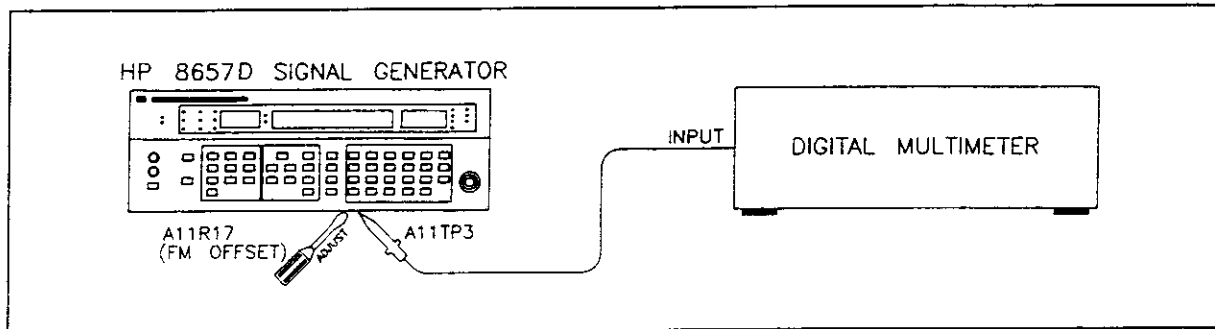 HP 8657D SIGNAL GENERATOR
INPUT
DIGITAL MULTIMETER
A11R17
(FM OFFSET)
ADJUST
A11TP3